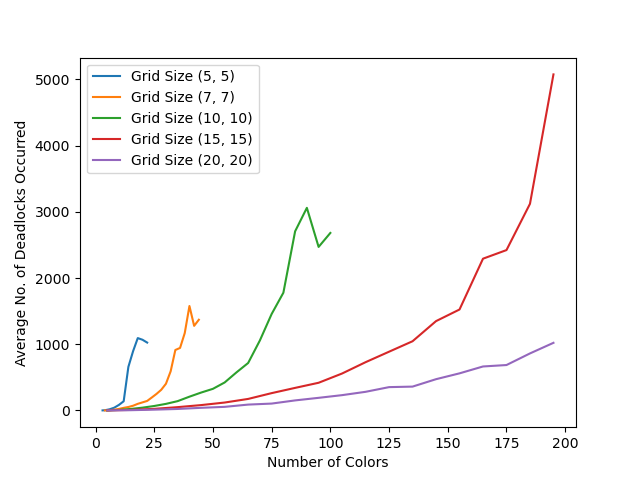 Grid Size (5, 5)
Grid Size (7, 7)
Grid Size (10, 10)
Grid Size (15, 15)
Grid Size (20, 20)
Average No. of Deadlocks Occurred
5000
4000
3000
2000
1000
0
0 25 50 75 100 125 150 175 200
Number of Colors